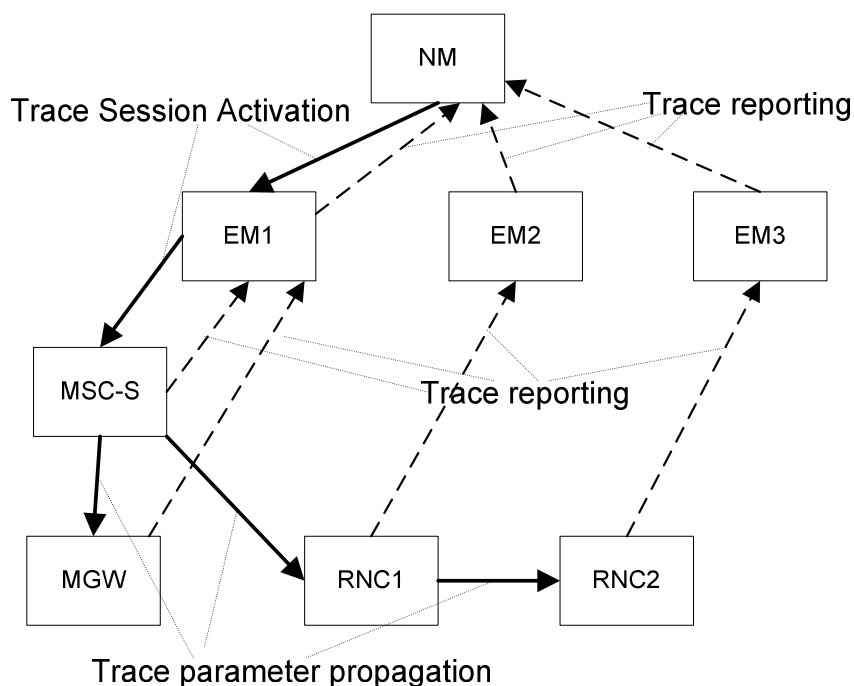 NM
Trace Session Activation
Trace reporting
EM1
EM2
EM3
MSC-S
Trace reporting
MGW
RNC1
RNC2
Trace parameter propagation